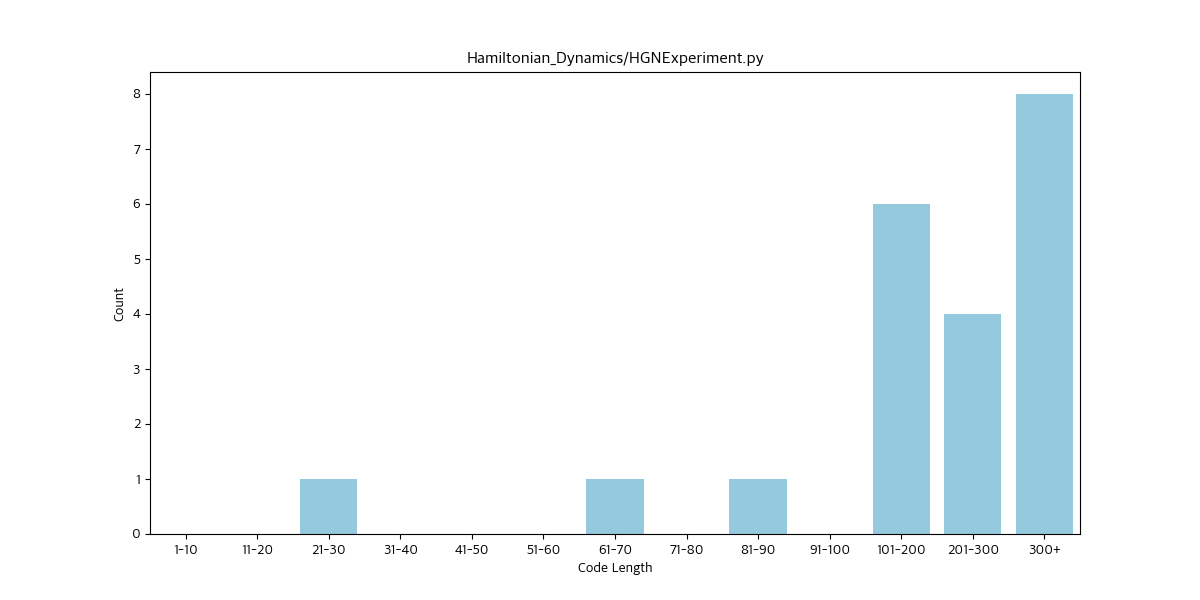 Hamiltonian_Dynamics/HGNExperiment.py
8
7
6
5
4
3
2
1
0
Count
1-10 11-20 21-30 31-40 41-50 51-60 61-70 71-80 81-90 91-100 101-200 201-300 300+
Code Length